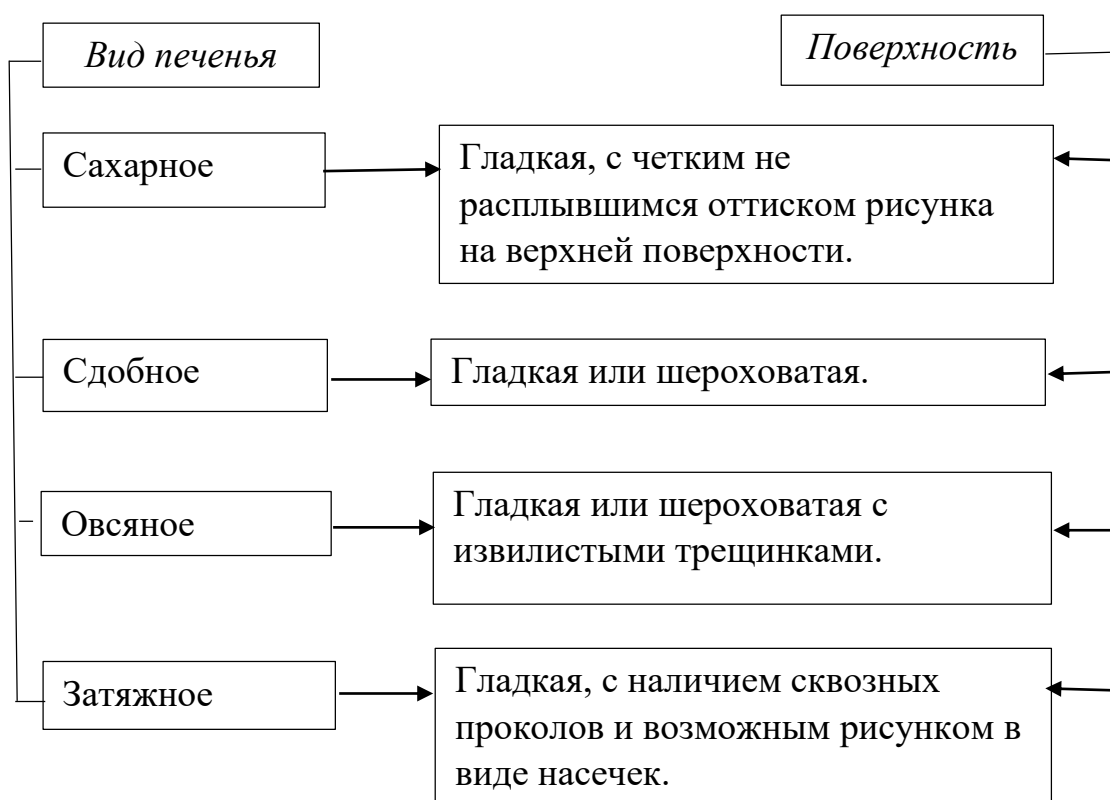 Вид печенья
Поверхность
Сахарное
Гладкая, с четким не
расплывшимся оттиском рисунка
на верхней поверхности.
Сдобное
Гладкая или шероховатая.
Овсяное
Гладкая или шероховатая с
извилистыми трещинками.
Затяжное
Гладкая, с наличием сквозных
проколов и возможным рисунком в
виде насечек.